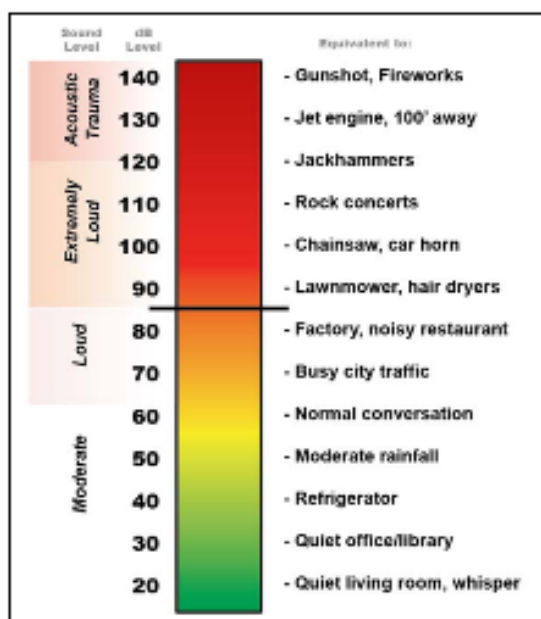 Sound Level
dB Level
Equivalent to:
Acoustic Trauma
140 - Gunshot, Fireworks
130 - Jet engine, 100' away
120 - Jackhammers
Extremely Loud
110 - Rock concerts
100 - Chainsaw, car horn
90 - Lawnmower, hair dryers
Loud
80 - Factory, noisy restaurant
70 - Busy city traffic
Moderate
60 - Normal conversation
50 - Moderate rainfall
40 - Refrigerator
30 - Quiet office/library
20 - Quiet living room, whisper